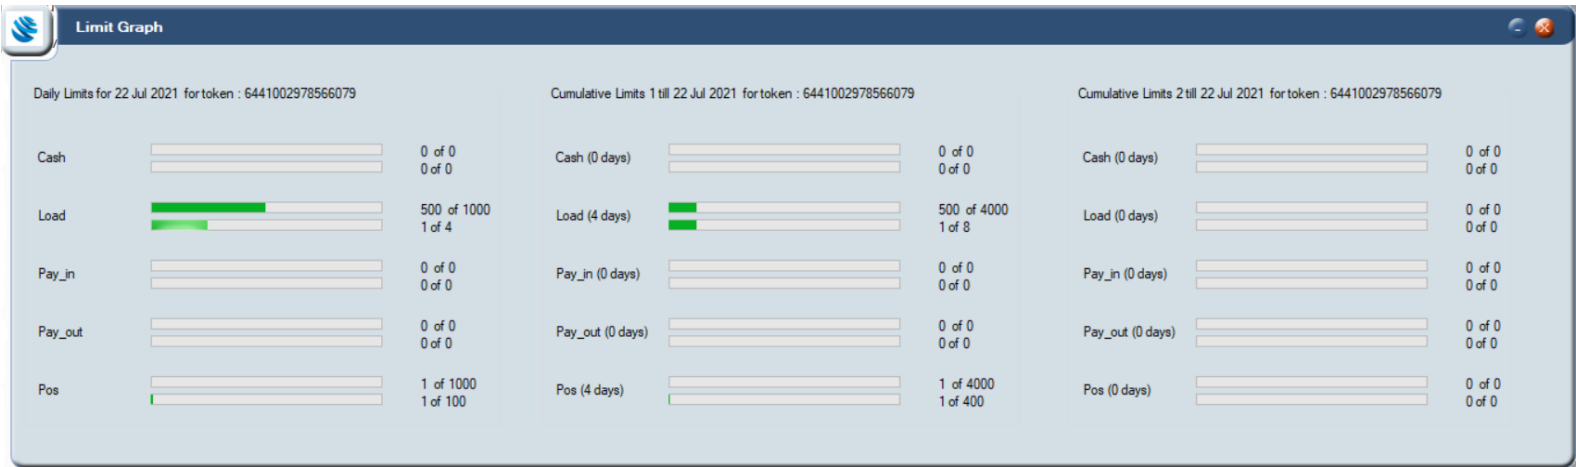 Limit Graph
Daily Limits for 22 Jul 2021 for token : 6441002978566079
Cash
0 of 0
0 of 0
Load
500 of 1000
1 of 4
Pay_in
0 of 0
0 of 0
Pay_out
0 of 0
0 of 0
Pos
1 of 1000
1 of 100
Cumulative Limits 1 till 22 Jul 2021 for token : 6441002978566079
Cash (0 days)
0 of 0
0 of 0
Load (4 days)
500 of 4000
1 of 8
Pay_in (0 days)
0 of 0
0 of 0
Pay_out (0 days)
0 of 0
0 of 0
Pos (4 days)
1 of 4000
1 of 400
Cumulative Limits 2 till 22 Jul 2021 for token : 6441002978566079
Cash (0 days)
0 of 0
0 of 0
Load (0 days)
0 of 0
0 of 0
Pay_in (0 days)
0 of 0
0 of 0
Pay_out (0 days)
0 of 0
0 of 0
Pos (0 days)
0 of 0
0 of 0